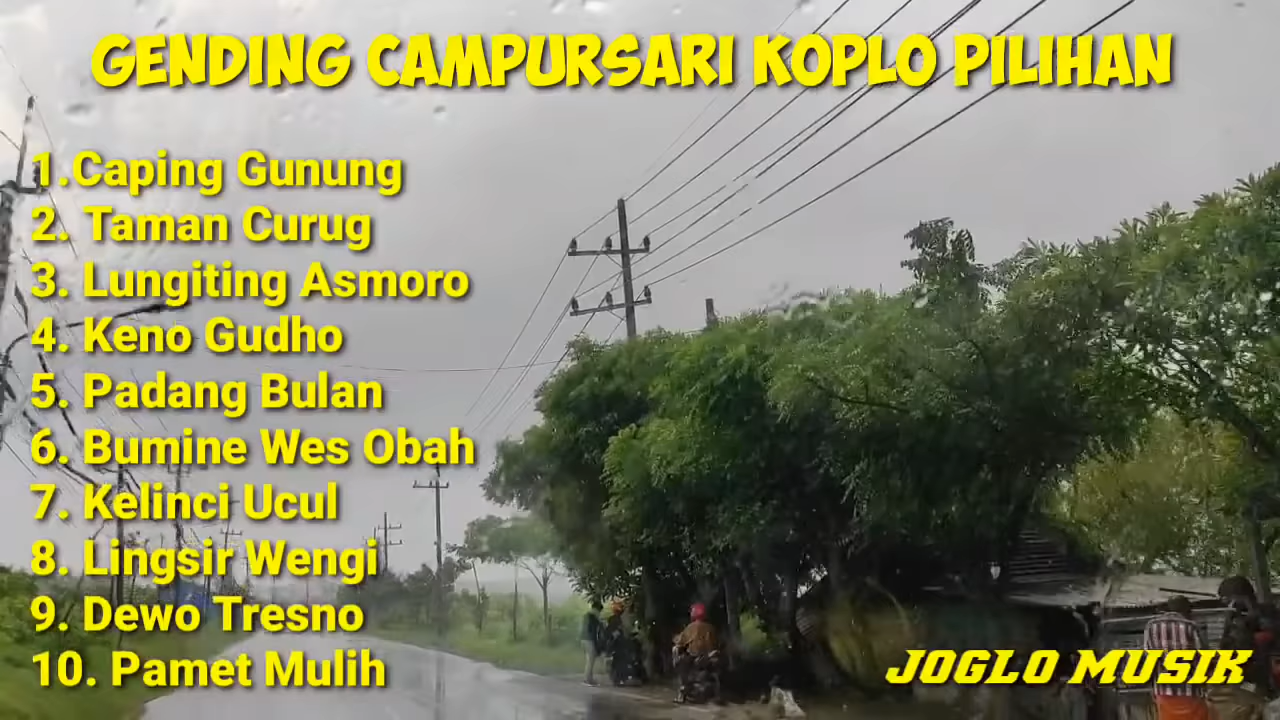 GENDING CAMPURSARI KOPLO PILIHAN
1.Caping Gunung
2. Taman Curug
3. Lungiting Asmoro
4. Keno Gudho
5. Padang Bulan
6. Bumine Wes Obah
7. Kelinci Ucul
8. Lingsir Wengi
9. Dewo Tresno
10. Pamet Mulih
JOGLO MUSIK